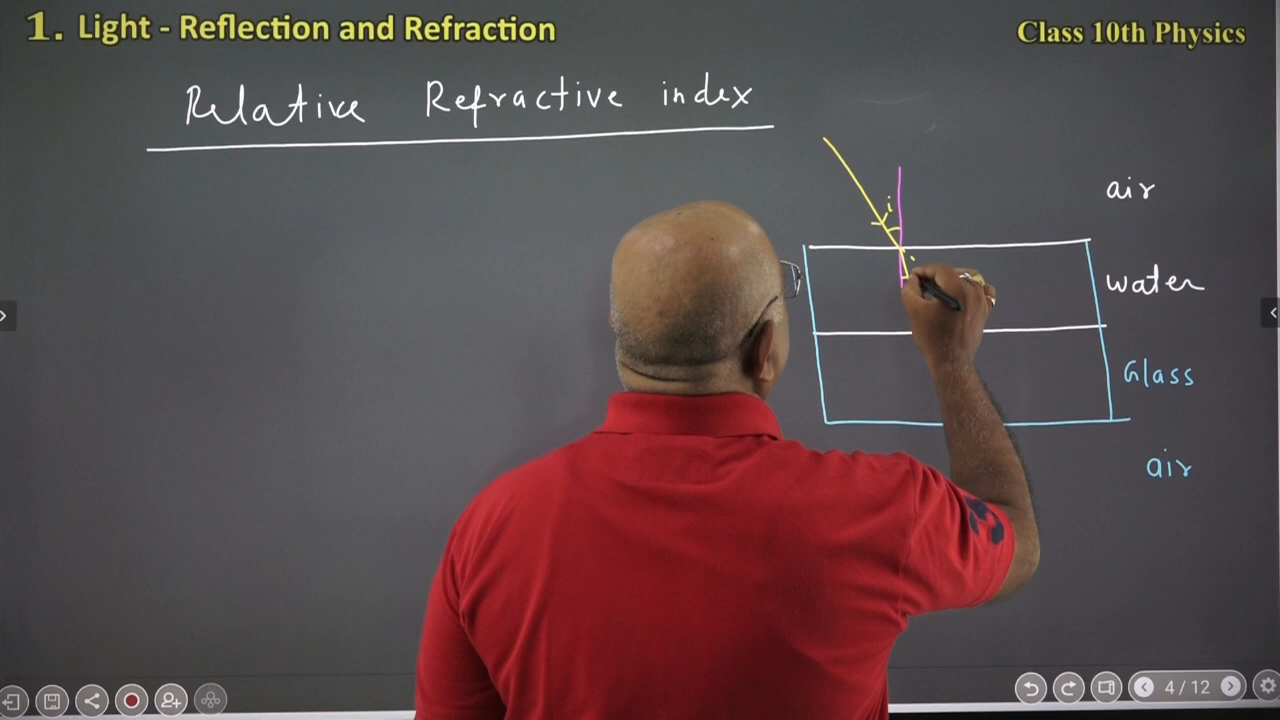 1. Light - Reflection and Refraction
Class 10th Physics
Relative Refractive index
air
i
water
Glass
air
4 / 12